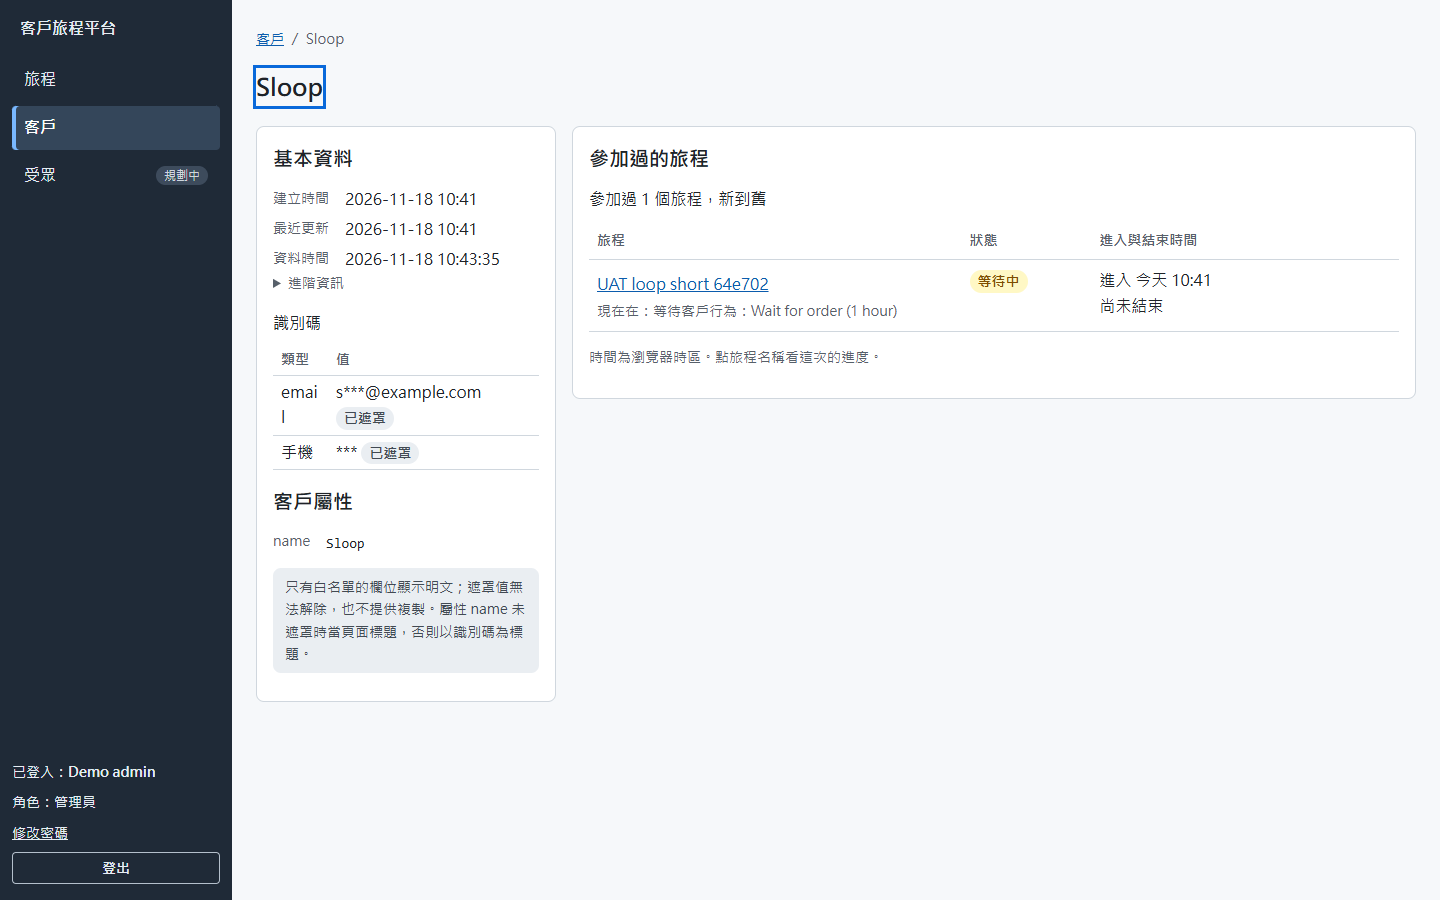 客戶旅程平台
旅程
客戶
受眾 規劃中
已登入：Demo admin
角色：管理員
修改密碼
登出
客戶 / Sloop
Sloop
基本資料
建立時間 2026-11-18 10:41
最近更新 2026-11-18 10:41
資料時間 2026-11-18 10:43:35
▶ 進階資訊
識別碼
類型 值
emai
l
s***@example.com
已遮罩
手機 *** 已遮罩
客戶屬性
name Sloop
只有白名單的欄位顯示明文；遮罩值無
法解除，也不提供複製。屬性 name 未
遮罩時當頁面標題，否則以識別碼為標
題。
參加過的旅程
參加過 1 個旅程，新到舊
旅程 狀態 進入與結束時間
UAT loop short 64e702 等待中 進入 今天 10:41
現在在：等待客戶行為：Wait for order (1 hour) 尚未結束
時間為瀏覽器時區。點旅程名稱看這次的進度。